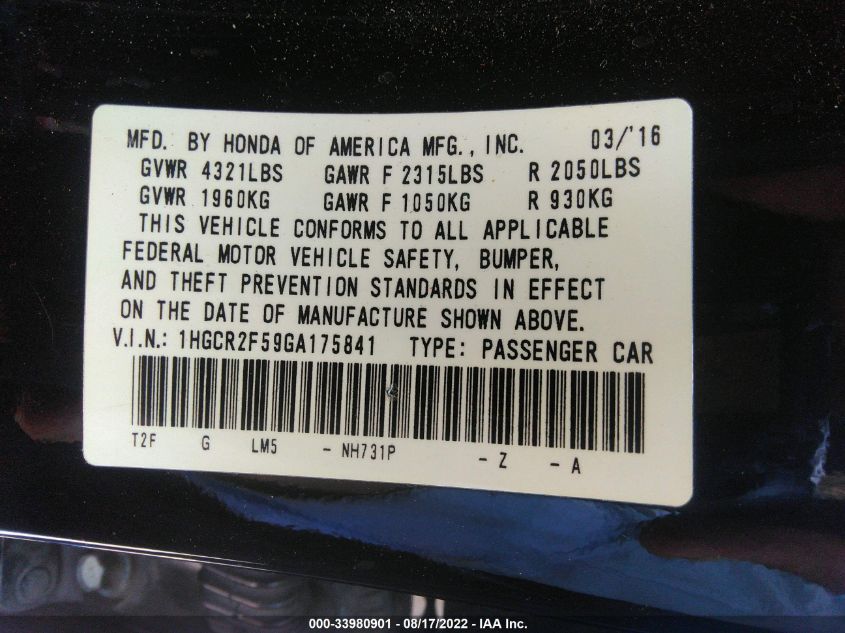 MFD. BY HONDA OF AMERICA MFG., INC. 03/'16
GVWR 4321LBS GAWR F 2315LBS R 2050LBS
GVWR 1960KG GAWR F 1050KG R 930KG
THIS VEHICLE CONFORMS TO ALL APPLICABLE
FEDERAL MOTOR VEHICLE SAFETY, BUMPER,
AND THEFT PREVENTION STANDARDS IN EFFECT
ON THE DATE OF MANUFACTURE SHOWN ABOVE.
V.I.N.: 1HGCR2F59GA175841 TYPE: PASSENGER CAR
T2F G LM5 - NH731P - Z - A
000-33980901 - 08/17/2022 - IAA Inc.